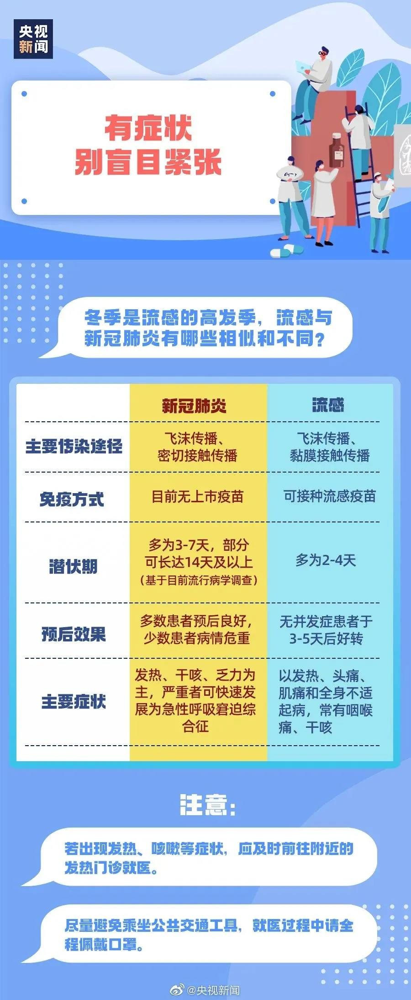 央视
新闻
有症状
别盲目紧张
冬季是流感的高发季，流感与
新冠肺炎有哪些相似和不同？
新冠肺炎
流感
主要传染途径
飞沫传播、
密切接触传播
飞沫传播、
黏膜接触传播
免疫方式
目前无上市疫苗
可接种流感疫苗
潜伏期
多为3-7天，部分
可长达14天及以上
（基于目前流行病学调查）
多为2-4天
预后效果
多数患者预后良好，
少数患者病情危重
无并发症患者于
3-5天后好转
主要症状
发热、干咳、乏力为
主，严重者可快速发
展为急性呼吸窘迫综
合征
以发热、头痛、
肌痛和全身不适
起病，常有咽喉
痛、干咳
注意：
若出现发热、咳嗽等症状，应及时前往附近的
发热门诊就医。
尽量避免乘坐公共交通工具，就医过程中请全
程佩戴口罩。
@央视新闻